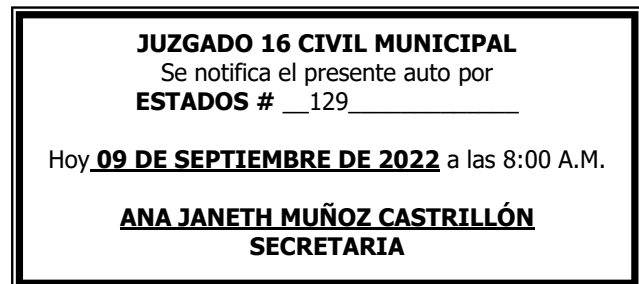 JUZGADO 16 CIVIL MUNICIPAL
Se notifica el presente auto por
ESTADOS # __129_____________
Hoy 09 DE SEPTIEMBRE DE 2022 a las 8:00 A.M.
ANA JANETH MUÑOZ CASTRILLÓN
SECRETARIA